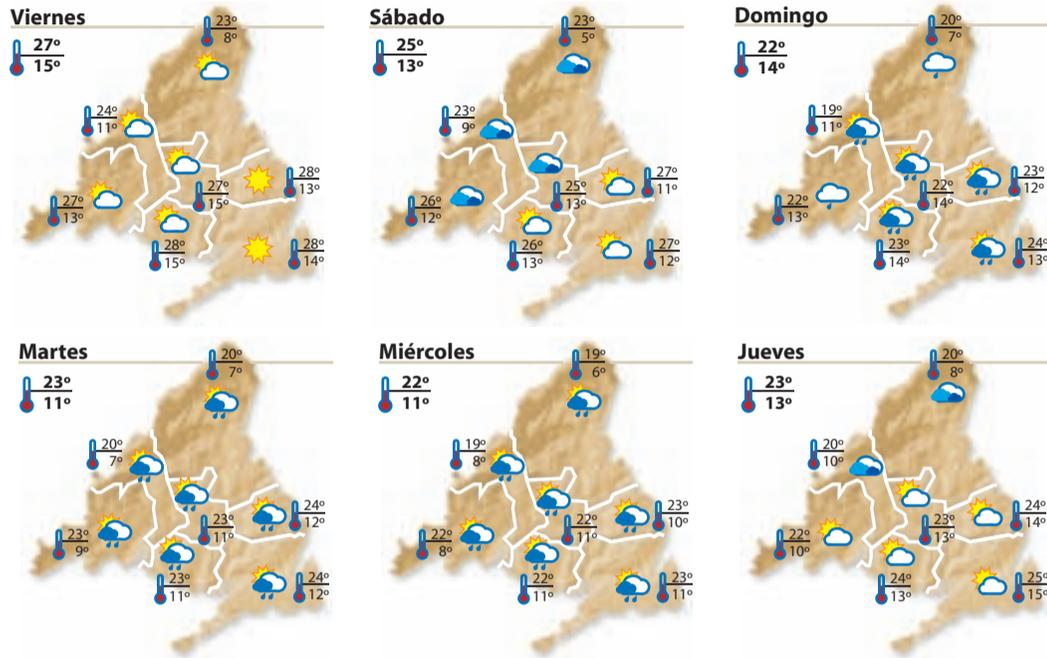 Viernes
27º
15º
23º
8º
24º
11º
28º
13º
27º
15º
27º
13º
28º
15º
28º
14º
Sábado
25º
13º
23º
5º
23º
9º
27º
11º
25º
13º
26º
12º
26º
13º
27º
12º
Domingo
22º
14º
20º
7º
19º
11º
23º
12º
22º
14º
22º
13º
23º
14º
24º
13º
Martes
23º
11º
20º
7º
20º
7º
24º
12º
23º
11º
23º
9º
23º
11º
24º
12º
Miércoles
22º
11º
19º
6º
19º
8º
23º
10º
22º
11º
22º
8º
22º
11º
23º
11º
Jueves
23º
13º
20º
8º
20º
10º
24º
14º
23º
13º
22º
10º
24º
13º
25º
15º